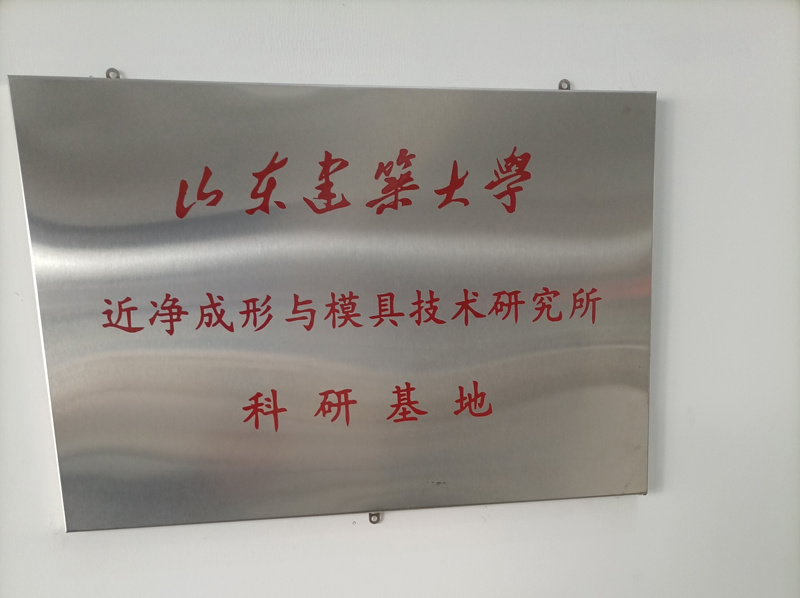 山东建築大學
近净成形与模具技术研究所
科研基地